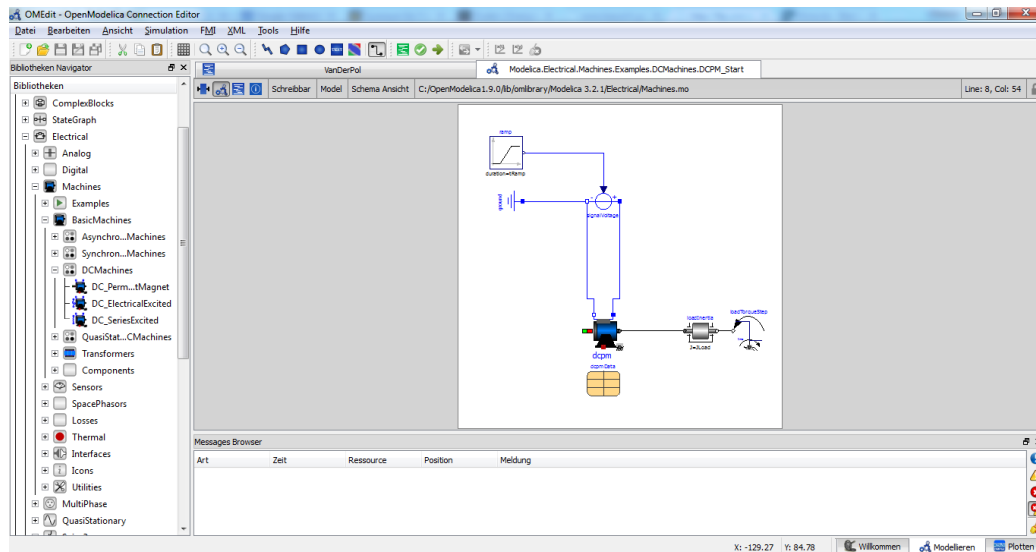 OMEdit - OpenModelica Connection Editor
Datei Bearbeiten Ansicht Simulation FMI XML Tools Hilfe
Bibliotheken Navigator
VanDerPol
Modelica.Electrical.Machines.Examples.DCMachines.DCPM_Start
Schreibbar Model Schema Ansicht C:/OpenModelica1.9.0/lib/omlibrary/Modelica 3.2.1/Electrical/Machines.mo Line: 8, Col: 54
Bibliotheken
ComplexBlocks
StateGraph
Electrical
Analog
Digital
Machines
Examples
BasicMachines
Asynchro...Machines
Synchron...Machines
DCMachines
DC_Perm...tMagnet
DC_ElectricalExcited
DC_SeriesExcited
QuasiStat...CMachines
Transformers
Components
Sensors
SpacePhasors
Losses
Thermal
Interfaces
Icons
Utilities
MultiPhase
QuasiStationary
ramp
duration=tRamp
ground
- +
signalVoltage
dcpm
dcpmData
loadInertia
J=JLoad
loadTorqueStep
Messages Browser
Art Zeit Ressource Position Meldung
X: -129.27 Y: 84.78 Willkommen Modellieren Plotten